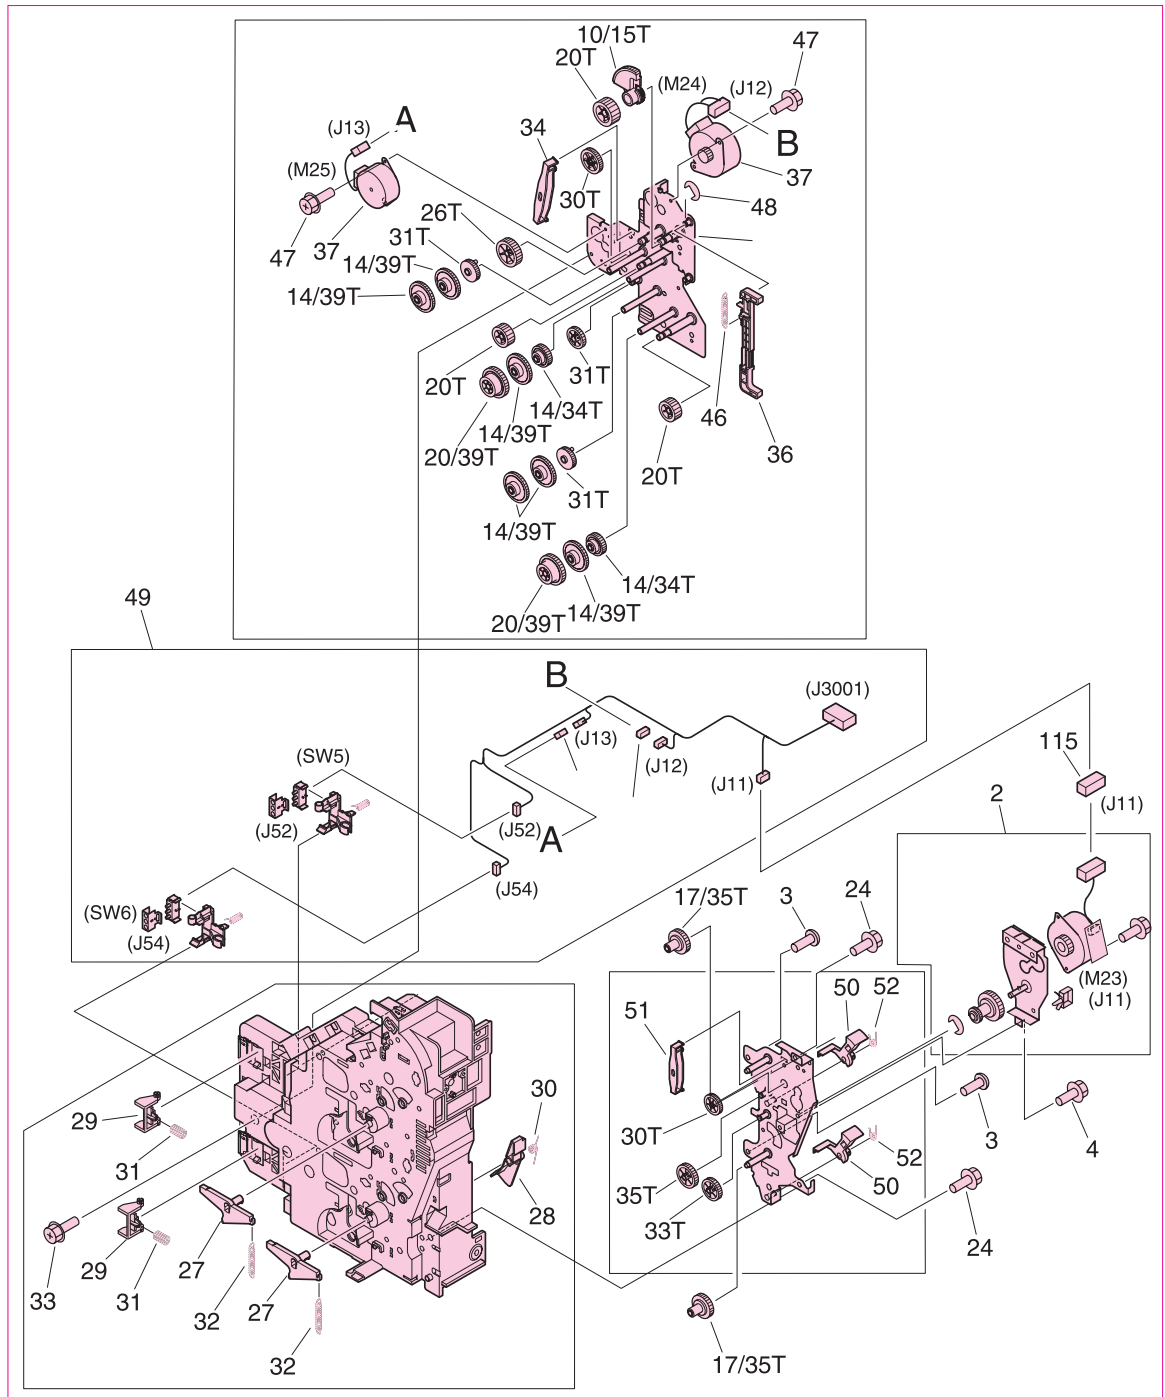 10/15T
47
20T
(M24)
(J12)
A
(J13)
34
B
(M25)
30T
37
48
26T
31T
47
37
14/39T
14/39T
20T
31T
46
14/34T
14/39T
36
20/39T
20T
31T
14/39T
14/34T
49
20/39T
14/39T
B
(J3001)
(J13)
115
(SW5)
(J12)
(J11)
2
(J11)
(J52)
(J52)
A
(J54)
17/35T
3
24
(SW6)
(J54)
(M23)
50
52
(J11)
51
29
30
30T
3
4
31
52
35T
50
28
33T
29
27
24
33
31
32
27
32
17/35T